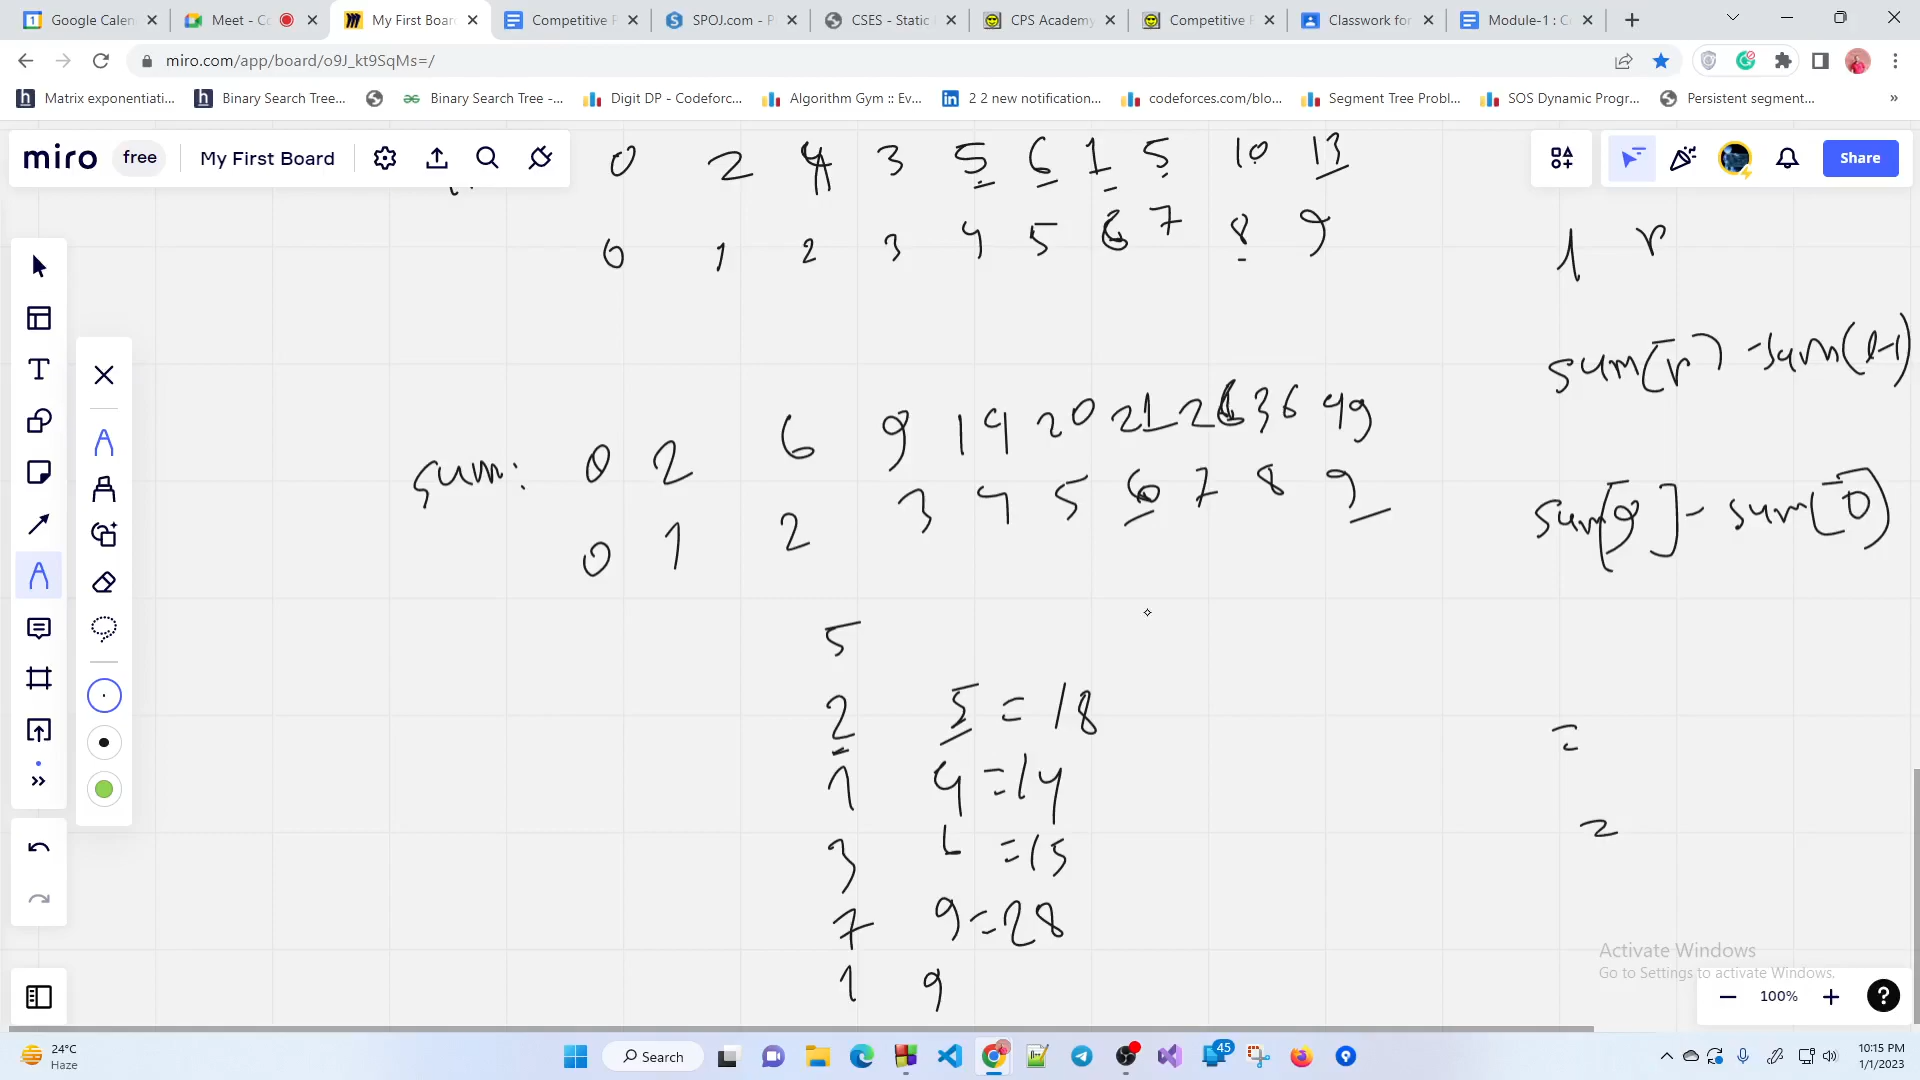 Google Calen
Meet - Co
My First Boar
Competitive P
SPOJ.com - P
CSES - Static
CPS Academy
Competitive P
Classwork for
Module-1 : C
miro.com/app/board/o9J_kt9SqMs=/
Matrix exponentiati...
Binary Search Tree...
Binary Search Tree -...
Digit DP - Codeforc...
Algorithm Gym :: Ev...
2 2 new notification...
codeforces.com/blo...
Segment Tree Probl...
SOS Dynamic Progr...
Persistent segment...
»
miro free My First Board
Share
0 2 4 3 5 6 1 5 10 13
0 1 2 3 4 5 6 7 8 9
l r
sum[r] - sum(l-1)
sum: 0 2 6 9 14 20 21 26 36 49
0 1 2 3 4 5 6 7 8 9
sum[9] - sum[0]
5
2 5 = 18
1 4 = 14
3 6 = 15
7 9 = 28
1 9
=
=
Activate Windows
Go to Settings to activate Windows.
100%
24°C
Haze
Search
45
10:15 PM
1/1/2023